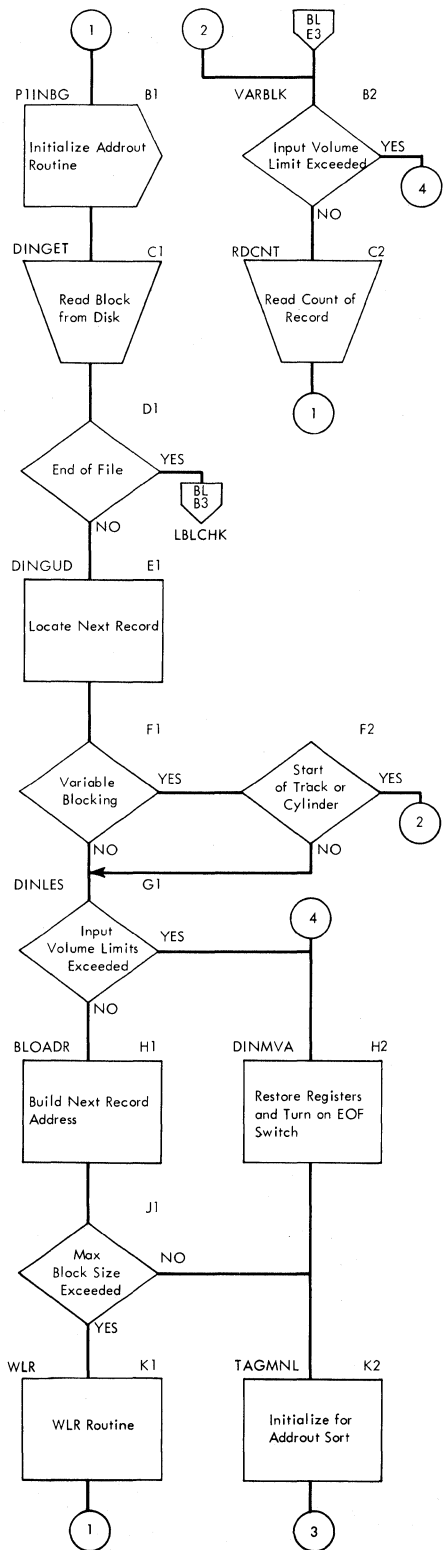 1
P1INBG B1
Initialize Addrout
Routine
DINGET C1
Read Block
from Disk
D1
End of File
YES
BL
B3
LBLCHK
NO
DINGUD E1
Locate Next Record
F1
Variable
Blocking
YES
NO
F2
Start
of Track or
Cylinder
YES
2
NO
DINLES G1
Input
Volume Limits
Exceeded
YES
NO
BLOADR H1
Build Next Record
Address
J1
Max
Block Size
Exceeded
NO
YES
WLR K1
WLR Routine
1
2
BL
E3
VARBLK B2
Input Volume
Limit Exceeded
YES
4
NO
RDCNT C2
Read Count of
Record
1
4
DINMVA H2
Restore Registers
and Turn on EOF
Switch
TAGMNL K2
Initialize for
Addrout Sort
3